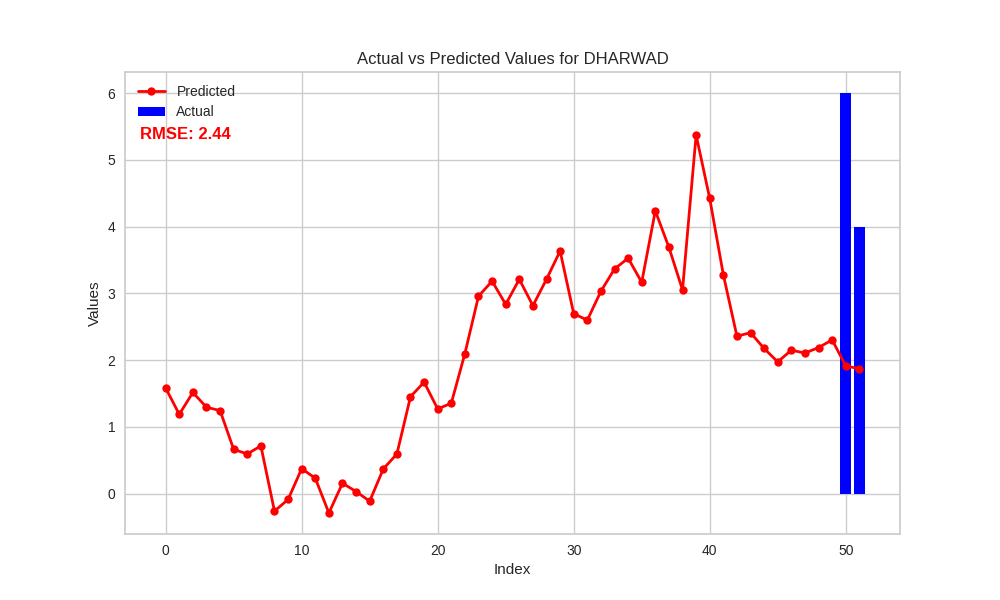 Actual vs Predicted Values for DHARWAD
Predicted
Actual
RMSE: 2.44
6
5
4
3
2
1
0
Values
0 10 20 30 40 50
Index